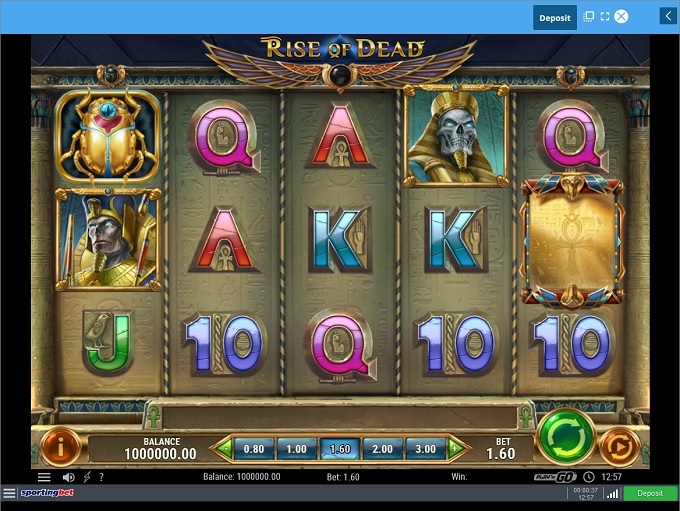 Deposit
RISE OF DEAD
Q A Q
A K K
J 10 Q 10 10
BALANCE
1000000.00
0.80 1.00 1.60 2.00 3.00
BET
1.60
? Balance: 1000000.00 Bet: 1.60 Win: PLAY'n GO 12:57
sportingbet
00:00:37
12:57
Deposit